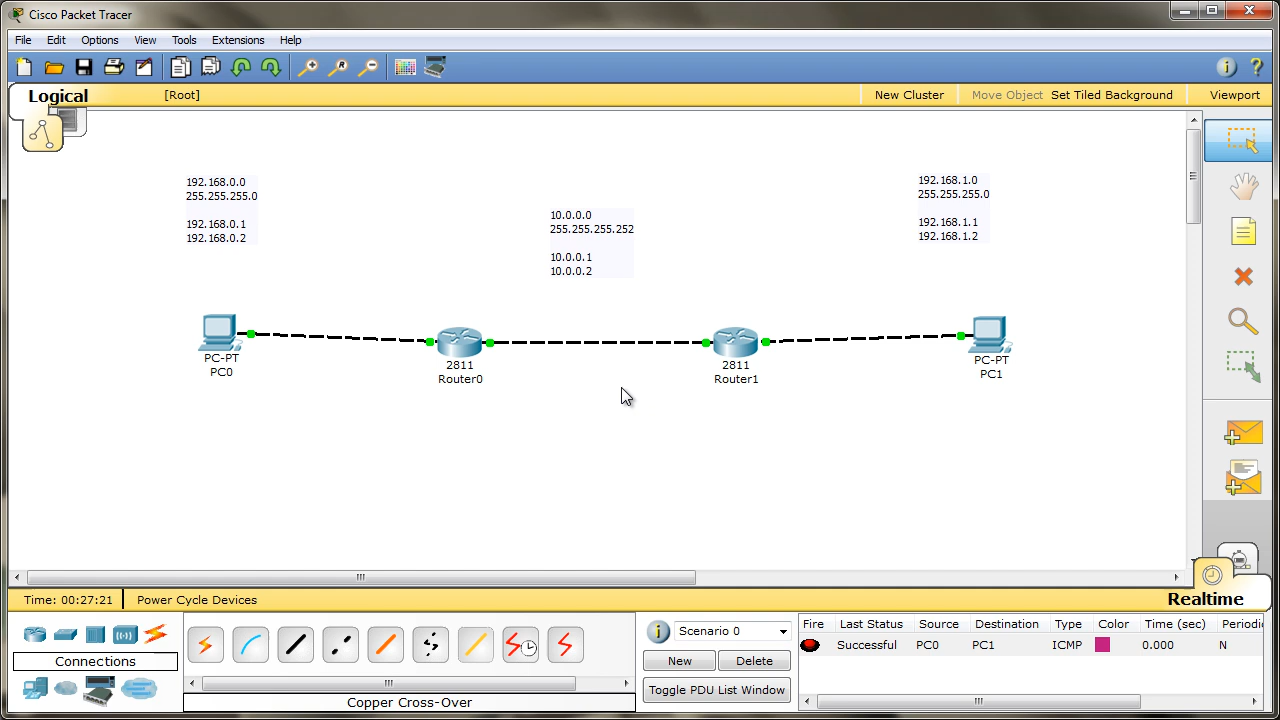 Cisco Packet Tracer
File Edit Options View Tools Extensions Help
Logical [Root] New Cluster Move Object Set Tiled Background Viewport
192.168.0.0
255.255.255.0
192.168.0.1
192.168.0.2
10.0.0.0
255.255.255.252
10.0.0.1
10.0.0.2
192.168.1.0
255.255.255.0
192.168.1.1
192.168.1.2
PC-PT
PC0
2811
Router0
2811
Router1
PC-PT
PC1
Time: 00:27:21 Power Cycle Devices Realtime
Connections
Copper Cross-Over
Scenario 0
New Delete
Toggle PDU List Window
Fire Last Status Source Destination Type Color Time (sec) Periodi
Successful PC0 PC1 ICMP 0.000 N